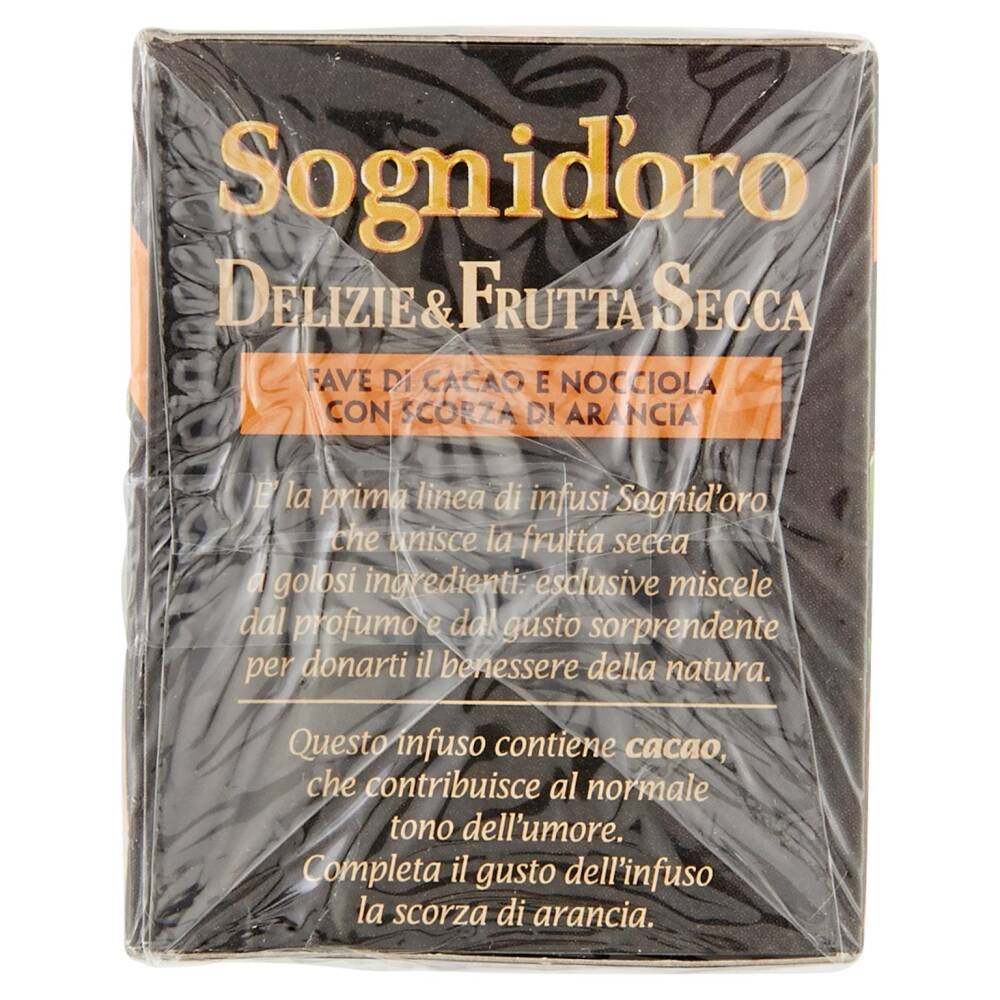 Sognid'oro
DELIZIE & FRUTTA SECCA
FAVE DI CACAO E NOCCIOLA
CON SCORZA DI ARANCIA
E' la prima linea di infusi Sognid'oro
che unisce la frutta secca
a golosi ingredienti: esclusive miscele
dal profumo e dal gusto sorprendente
per donarti il benessere della natura.
Questo infuso contiene cacao,
che contribuisce al normale
tono dell'umore.
Completa il gusto dell'infuso
la scorza di arancia.